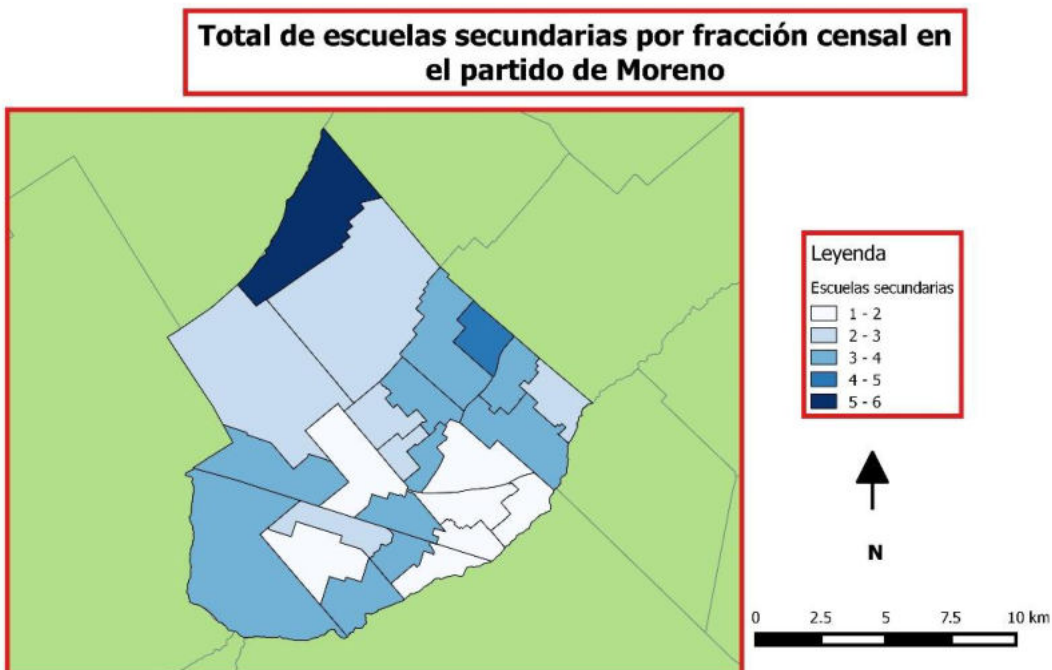 Total de escuelas secundarias por fracción censal en
el partido de Moreno
Leyenda
Escuelas secundarias
1 - 2
2 - 3
3 - 4
4 - 5
5 - 6
N
0 2.5 5 7.5 10 km